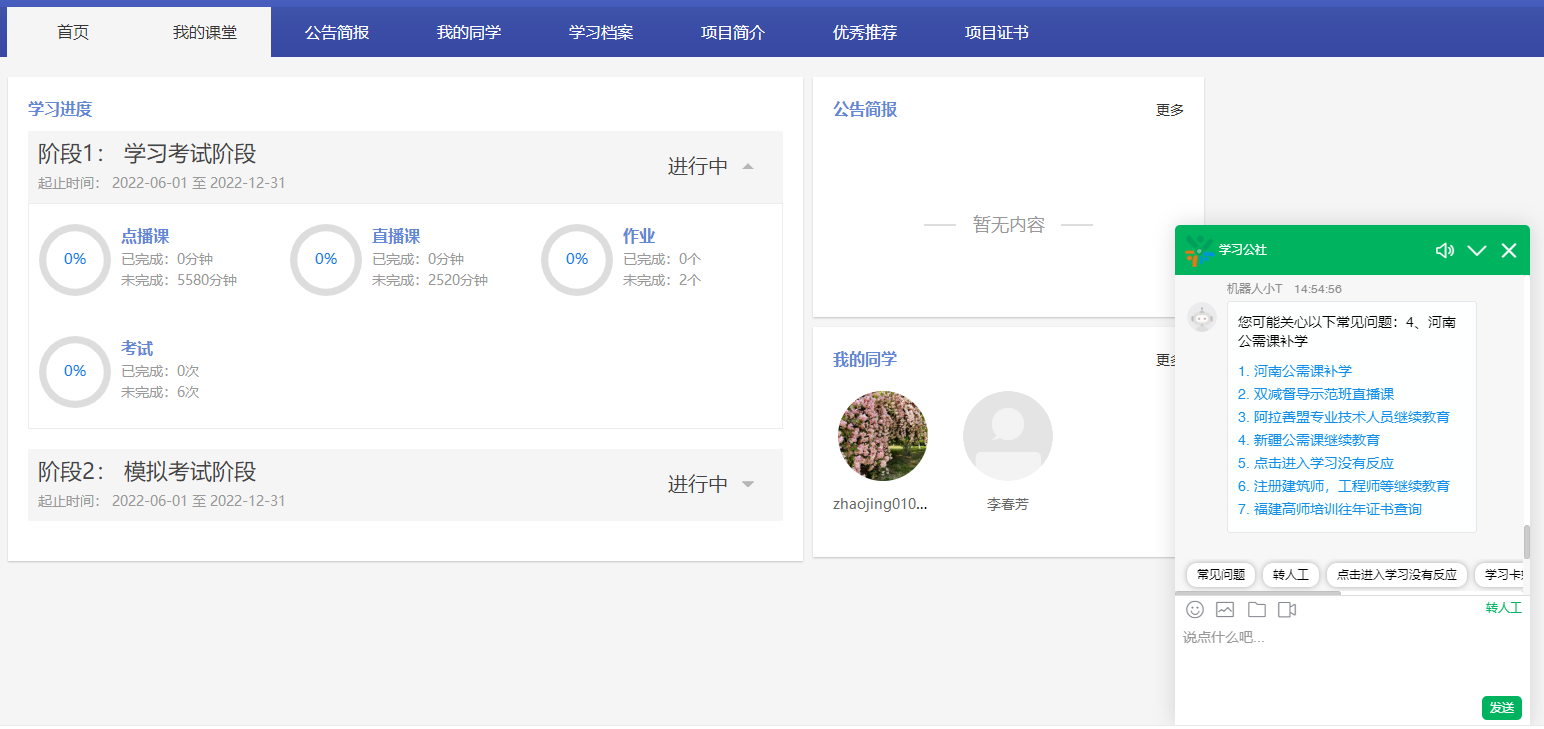 首页
我的课堂
公告简报
我的同学
学习档案
项目简介
优秀推荐
项目证书
学习进度
阶段1： 学习考试阶段
起止时间： 2022-06-01 至 2022-12-31
进行中
0%
点播课
已完成：0分钟
未完成：5580分钟
0%
直播课
已完成：0分钟
未完成：2520分钟
0%
作业
已完成：0个
未完成：2个
0%
考试
已完成：0次
未完成：6次
阶段2： 模拟考试阶段
起止时间： 2022-06-01 至 2022-12-31
进行中
公告简报
更多
暂无内容
我的同学
更多
zhaojing010...
李春芳
学习公社
机器人小T 14:54:56
您可能关心以下常见问题：4、河南
公需课补学
1. 河南公需课补学
2. 双减督导示范班直播课
3. 阿拉善盟专业技术人员继续教育
4. 新疆公需课继续教育
5. 点击进入学习没有反应
6. 注册建筑师，工程师等继续教育
7. 福建高师培训往年证书查询
常见问题
转人工
点击进入学习没有反应
学习卡
转人工
说点什么吧...
发送